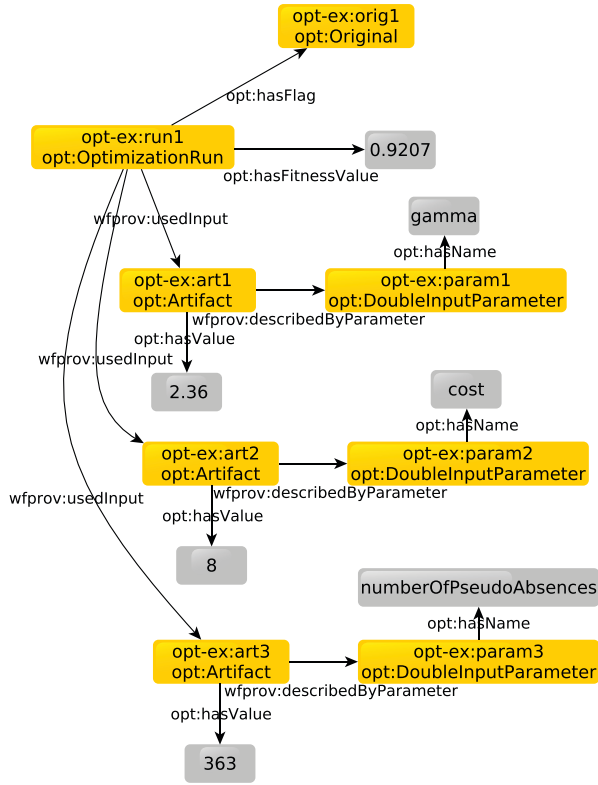 opt-ex:orig1
opt:Original
opt:hasFlag
opt-ex:run1
opt:OptimizationRun
0.9207
opt:hasFitnessValue
gamma
wfprov:usedInput
opt:hasName
opt-ex:art1
opt:Artifact
opt-ex:param1
opt:DoubleInputParameter
wfprov:describedByParameter
opt:hasValue
wfprov:usedInput
2.36
cost
opt:hasName
opt-ex:art2
opt:Artifact
opt-ex:param2
opt:DoubleInputParameter
wfprov:describedByParameter
wfprov:usedInput
opt:hasValue
8
numberOfPseudoAbsences
opt:hasName
opt-ex:art3
opt:Artifact
opt-ex:param3
opt:DoubleInputParameter
wfprov:describedByParameter
opt:hasValue
363